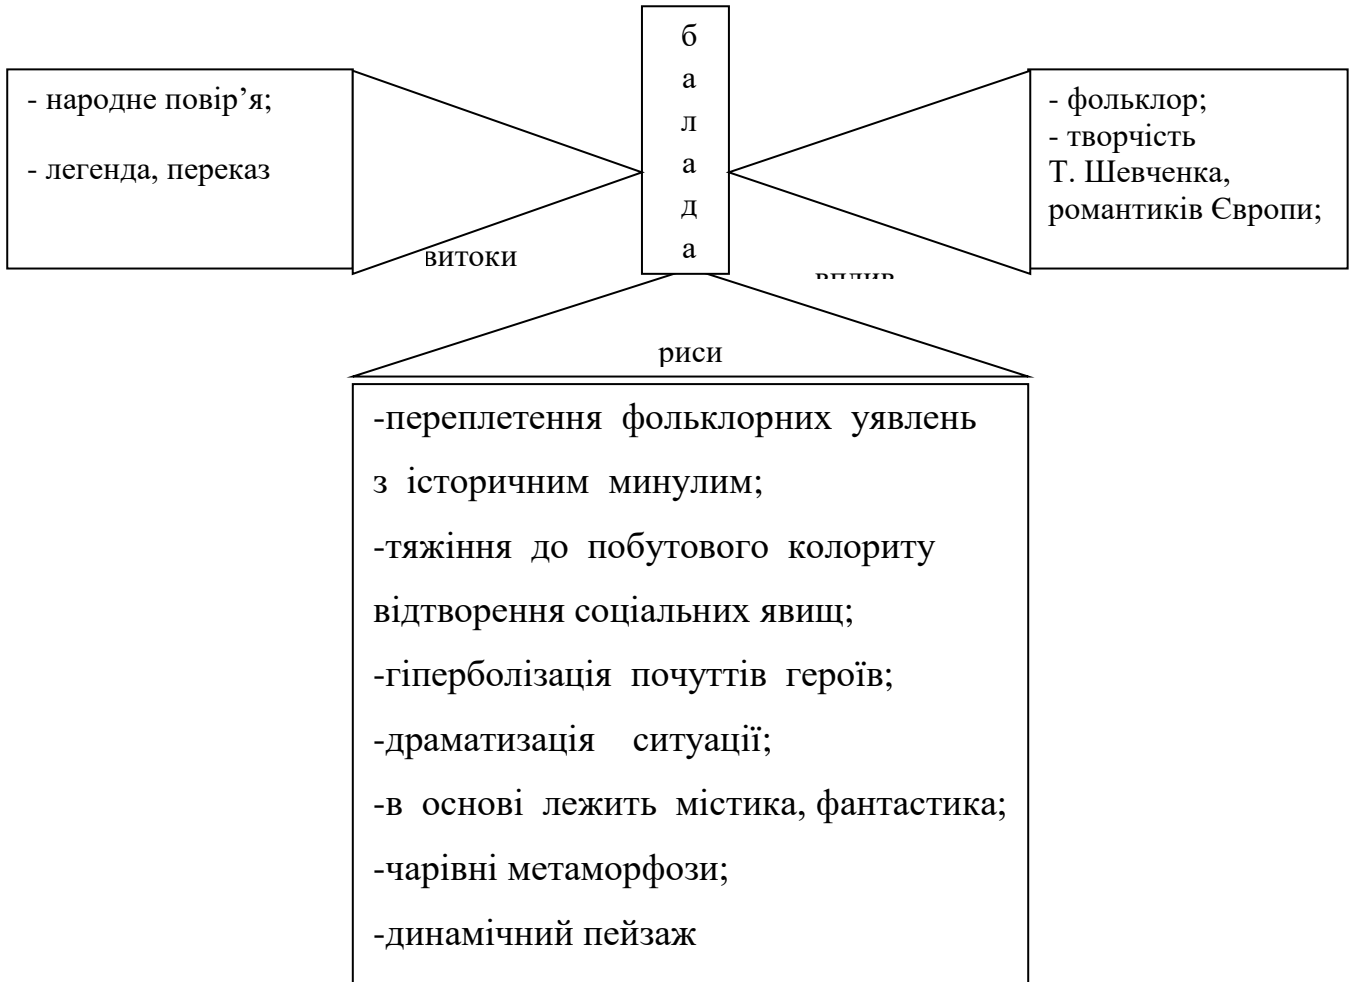 б
а
л
а
д
а
- народне повір’я;
- легенда, переказ
- фольклор;
- творчість
Т. Шевченка,
романтиків Європи;
витоки
вплив
риси
-переплетення фольклорних уявлень
з історичним минулим;
-тяжіння до побутового колориту
відтворення соціальних явищ;
-гіперболізація почуттів героїв;
-драматизація ситуації;
-в основі лежить містика, фантастика;
-чарівні метаморфози;
-динамічний пейзаж